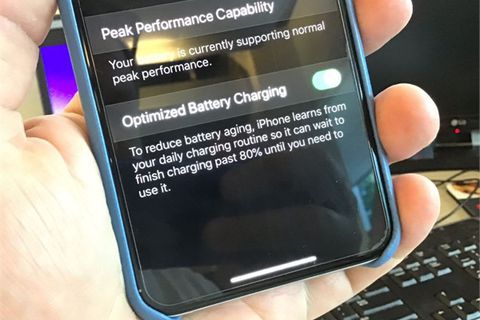 Peak Performance Capability
Your battery is currently supporting normal
peak performance.
Optimized Battery Charging
To reduce battery aging, iPhone learns from
your daily charging routine so it can wait to
finish charging past 80% until you need to
use it.
LG